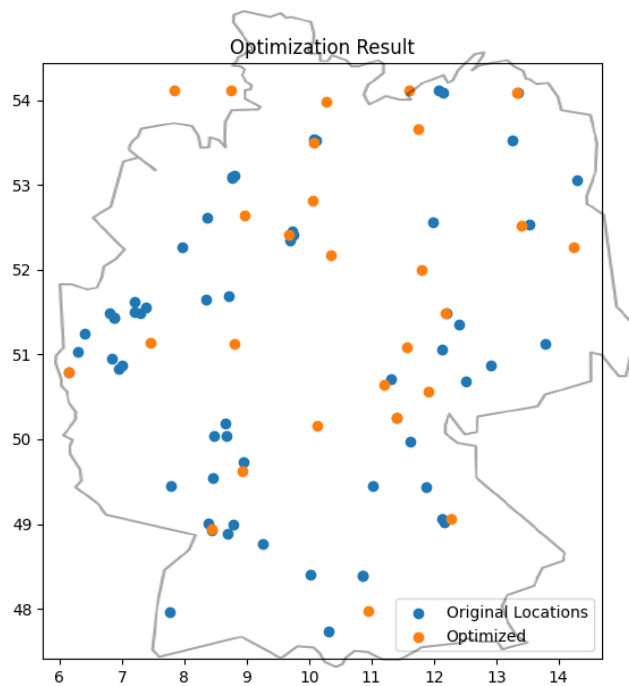 Optimization Result
54
53
52
51
50
49
48
Original Locations
Optimized
6 7 8 9 10 11 12 13 14